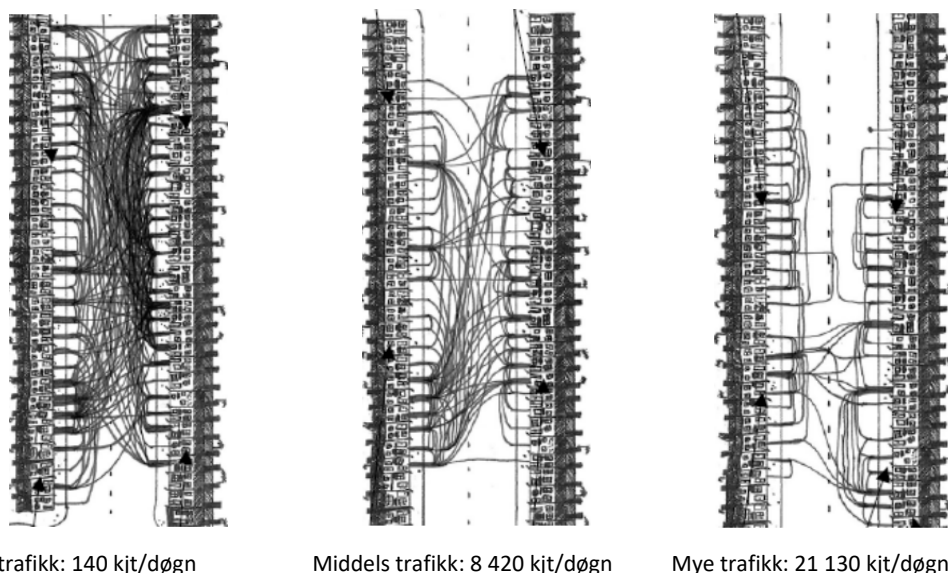 trafikk: 140 kjt/døgn
Middels trafikk: 8 420 kjt/døgn
Mye trafikk: 21 130 kjt/døgn